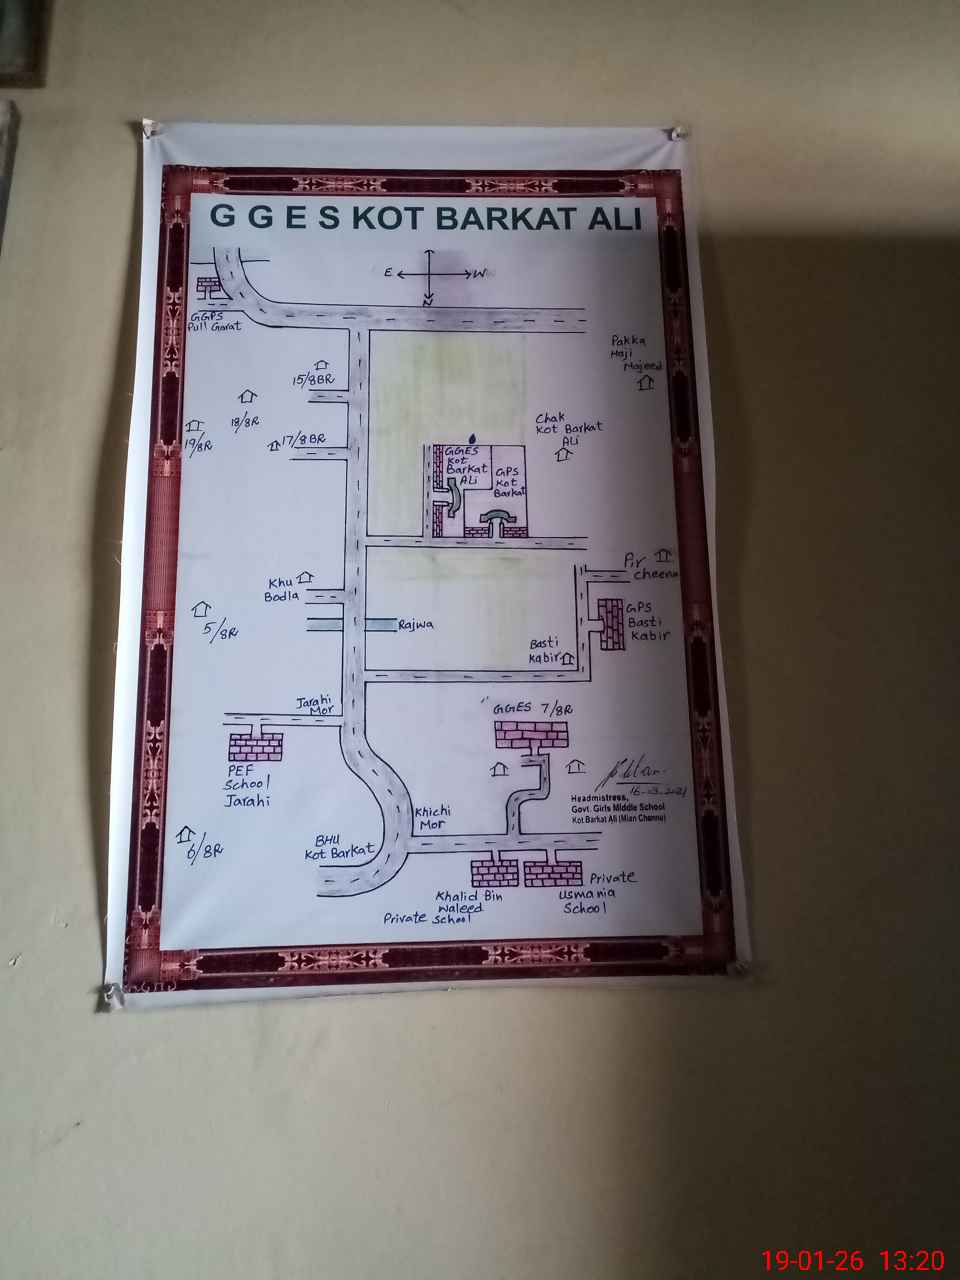 G G E S KOT BARKAT ALI
E
W
N
GGPS
Pull Garat
Pakka
Haji
Majeed
15/8BR
18/8R
19/8R
17/8BR
Chak
Kot Barkat
Ali
GGES
Kot
Barkat
ALi
GPS
Kot
Barkat
Pir
cheena
Khu
Bodla
5/8R
Rajwa
GPS
Basti
Kabir
Basti
Kabir
Jarahi
Mor
GGES 7/8R
PEF
School
Jarahi
Headmistress,
Govt. Girls Middle School
Kot Barkat Ali (Mian Channu)
Khichi
Mor
6/8R
BHU
Kot Barkat
Khalid Bin
Waleed
Private School
Private
Usmania
School
19-01-26 13:20